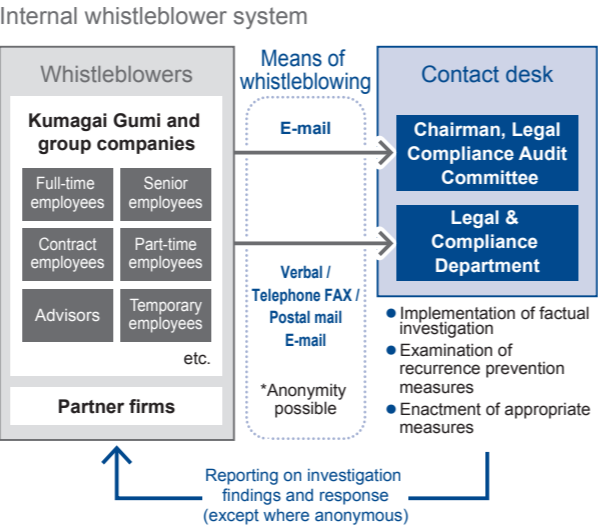 Internal whistleblower system
Whistleblowers
Kumagai Gumi and
group companies
Full-time
employees
Senior
employees
Contract
employees
Part-time
employees
Advisors
Temporary
employees
etc.
Partner firms
Means of
whistleblowing
E-mail
Verbal /
Telephone FAX /
Postal mail
E-mail
*Anonymity
possible
Contact desk
Chairman, Legal
Compliance Audit
Committee
Legal &
Compliance
Department
● Implementation of factual
investigation
● Examination of
recurrence prevention
measures
● Enactment of appropriate
measures
Reporting on investigation
findings and response
(except where anonymous)